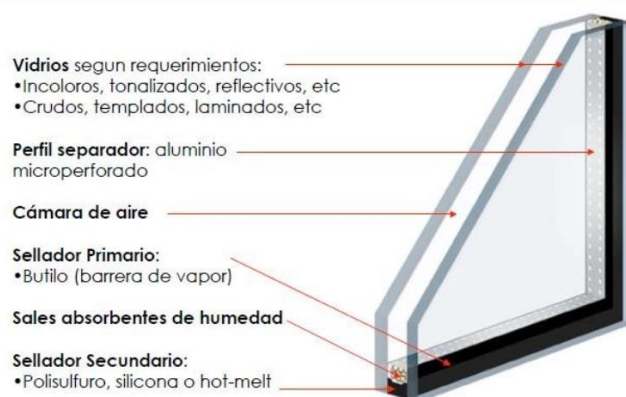 Vidrios segun requerimientos:
•Incoloros, tonalizados, reflectivos, etc
•Crudos, templados, laminados, etc
Perfil separador: aluminio
microperforado
Cámara de aire
Sellador Primario:
•Butilo (barrera de vapor)
Sales absorbentes de humedad
Sellador Secundario:
•Polisulfuro, silicona o hot-melt